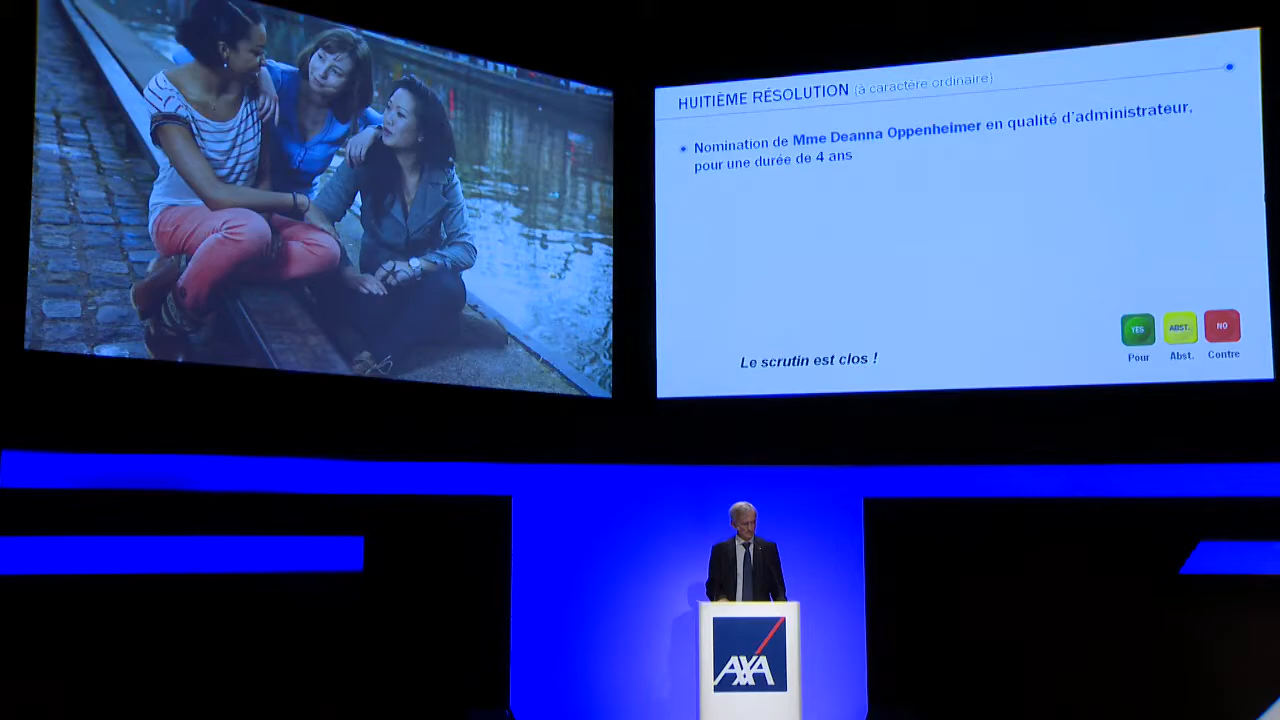 HUITIÈME RÉSOLUTION (à caractère ordinaire)
Nomination de Mme Deanna Oppenheimer en qualité d'administrateur,
pour une durée de 4 ans
YES ABST. NO
Pour Abst. Contre
Le scrutin est clos !
AXA